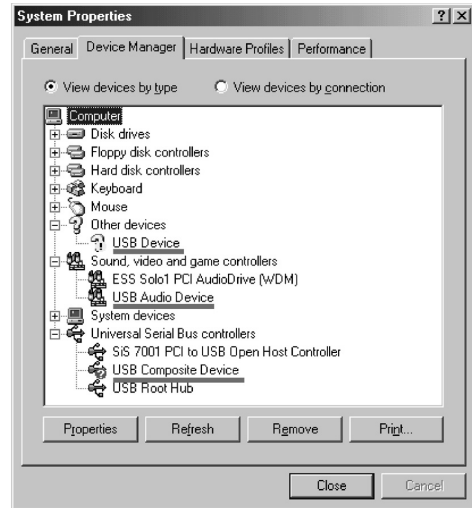 System Properties
General Device Manager Hardware Profiles Performance
View devices by type View devices by connection
Computer
Disk drives
Floppy disk controllers
Hard disk controllers
Keyboard
Mouse
Other devices
USB Device
Sound, video and game controllers
ESS Solo1 PCI AudioDrive (WDM)
USB Audio Device
System devices
Universal Serial Bus controllers
SiS 7001 PCI to USB Open Host Controller
USB Composite Device
USB Root Hub
Properties Refresh Remove Print...
Close Cancel